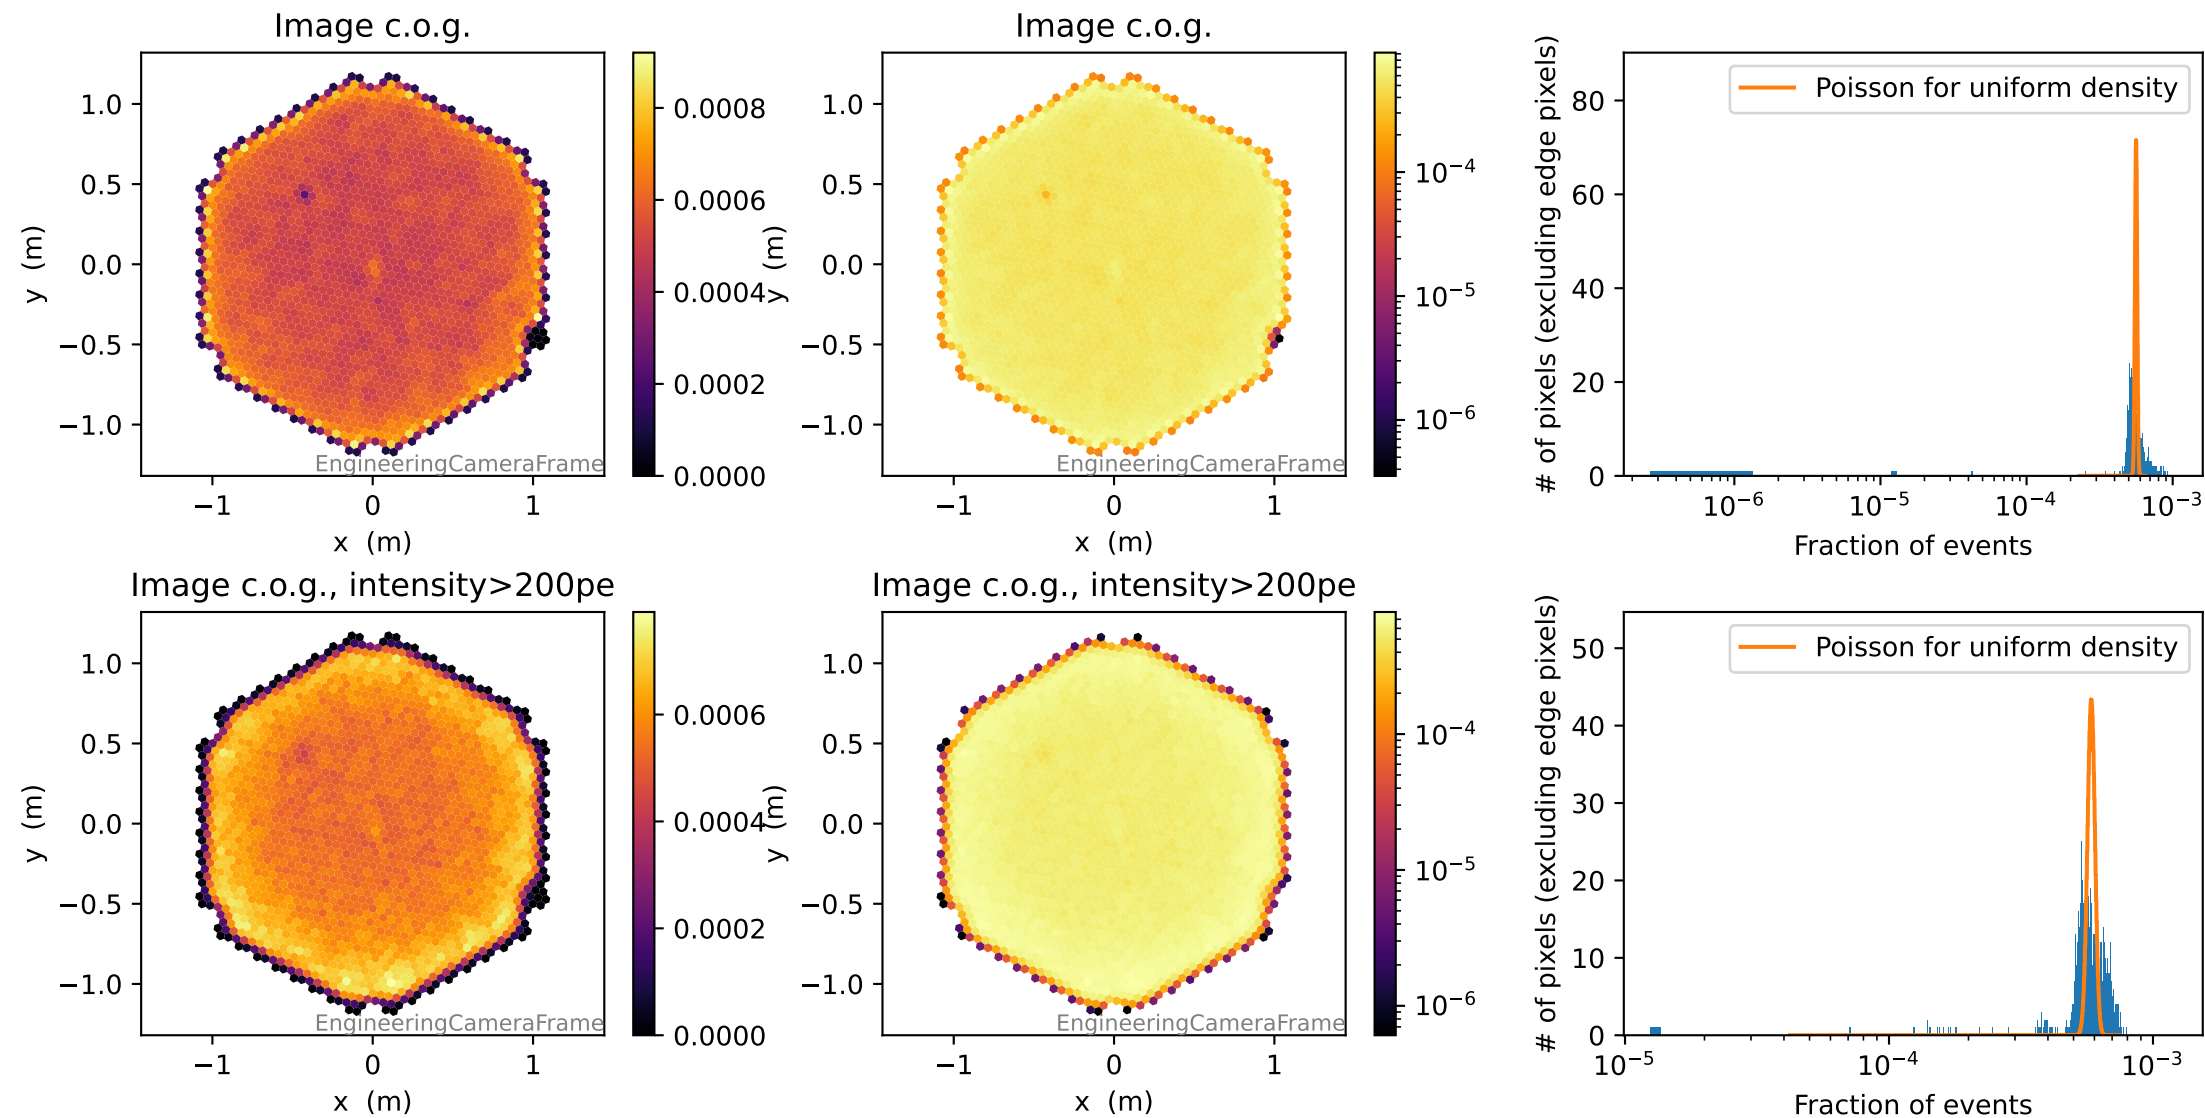 Image c.o.g.
1.0
0.5
0.0
−0.5
−1.0
y (m)
−1
0
1
x (m)
EngineeringCameraFrame
0.0008
0.0006
0.0004
0.0002
0.0000
Image c.o.g.
1.0
0.5
0.0
−0.5
−1.0
y (m)
−1
0
1
x (m)
EngineeringCameraFrame
10⁻⁴
10⁻⁵
10⁻⁶
Poisson for uniform density
80
60
40
20
0
# of pixels (excluding edge pixels)
10⁻⁶
10⁻⁵
10⁻⁴
10⁻³
Fraction of events
Image c.o.g., intensity>200pe
1.0
0.5
0.0
−0.5
−1.0
y (m)
−1
0
1
x (m)
EngineeringCameraFrame
0.0006
0.0004
0.0002
0.0000
Image c.o.g., intensity>200pe
1.0
0.5
0.0
−0.5
−1.0
y (m)
−1
0
1
x (m)
EngineeringCameraFrame
10⁻⁴
10⁻⁵
10⁻⁶
Poisson for uniform density
50
40
30
20
10
0
# of pixels (excluding edge pixels)
10⁻⁵
10⁻⁴
10⁻³
Fraction of events